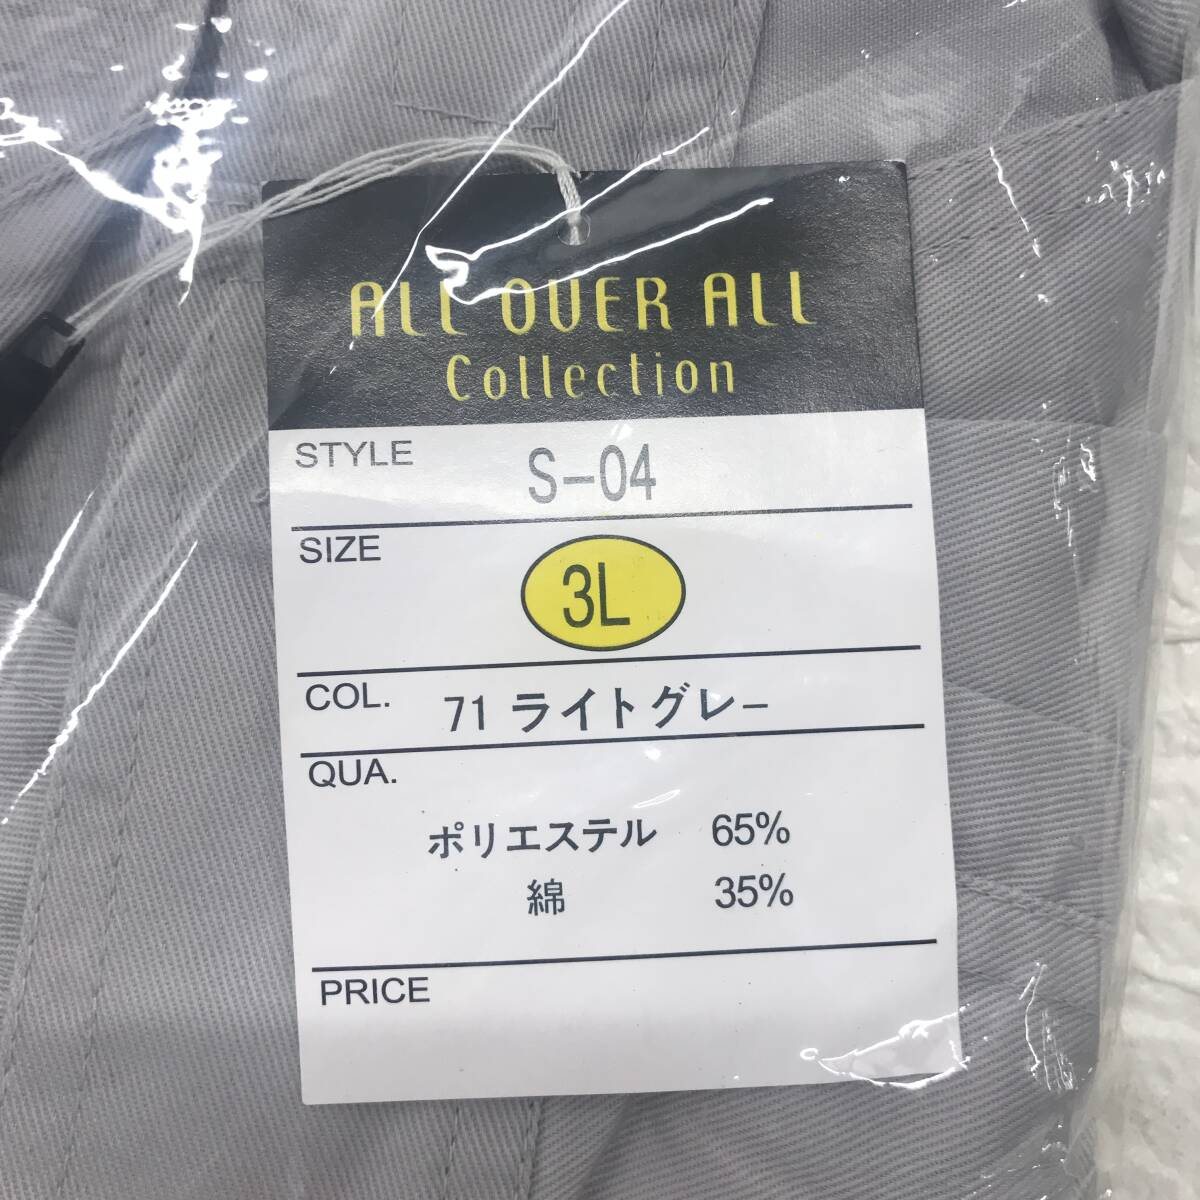 ALL OVER ALL
Collection
STYLE S-04
SIZE 3L
COL. 71 ライトグレー
QUA.
ポリエステル 65%
綿 35%
PRICE